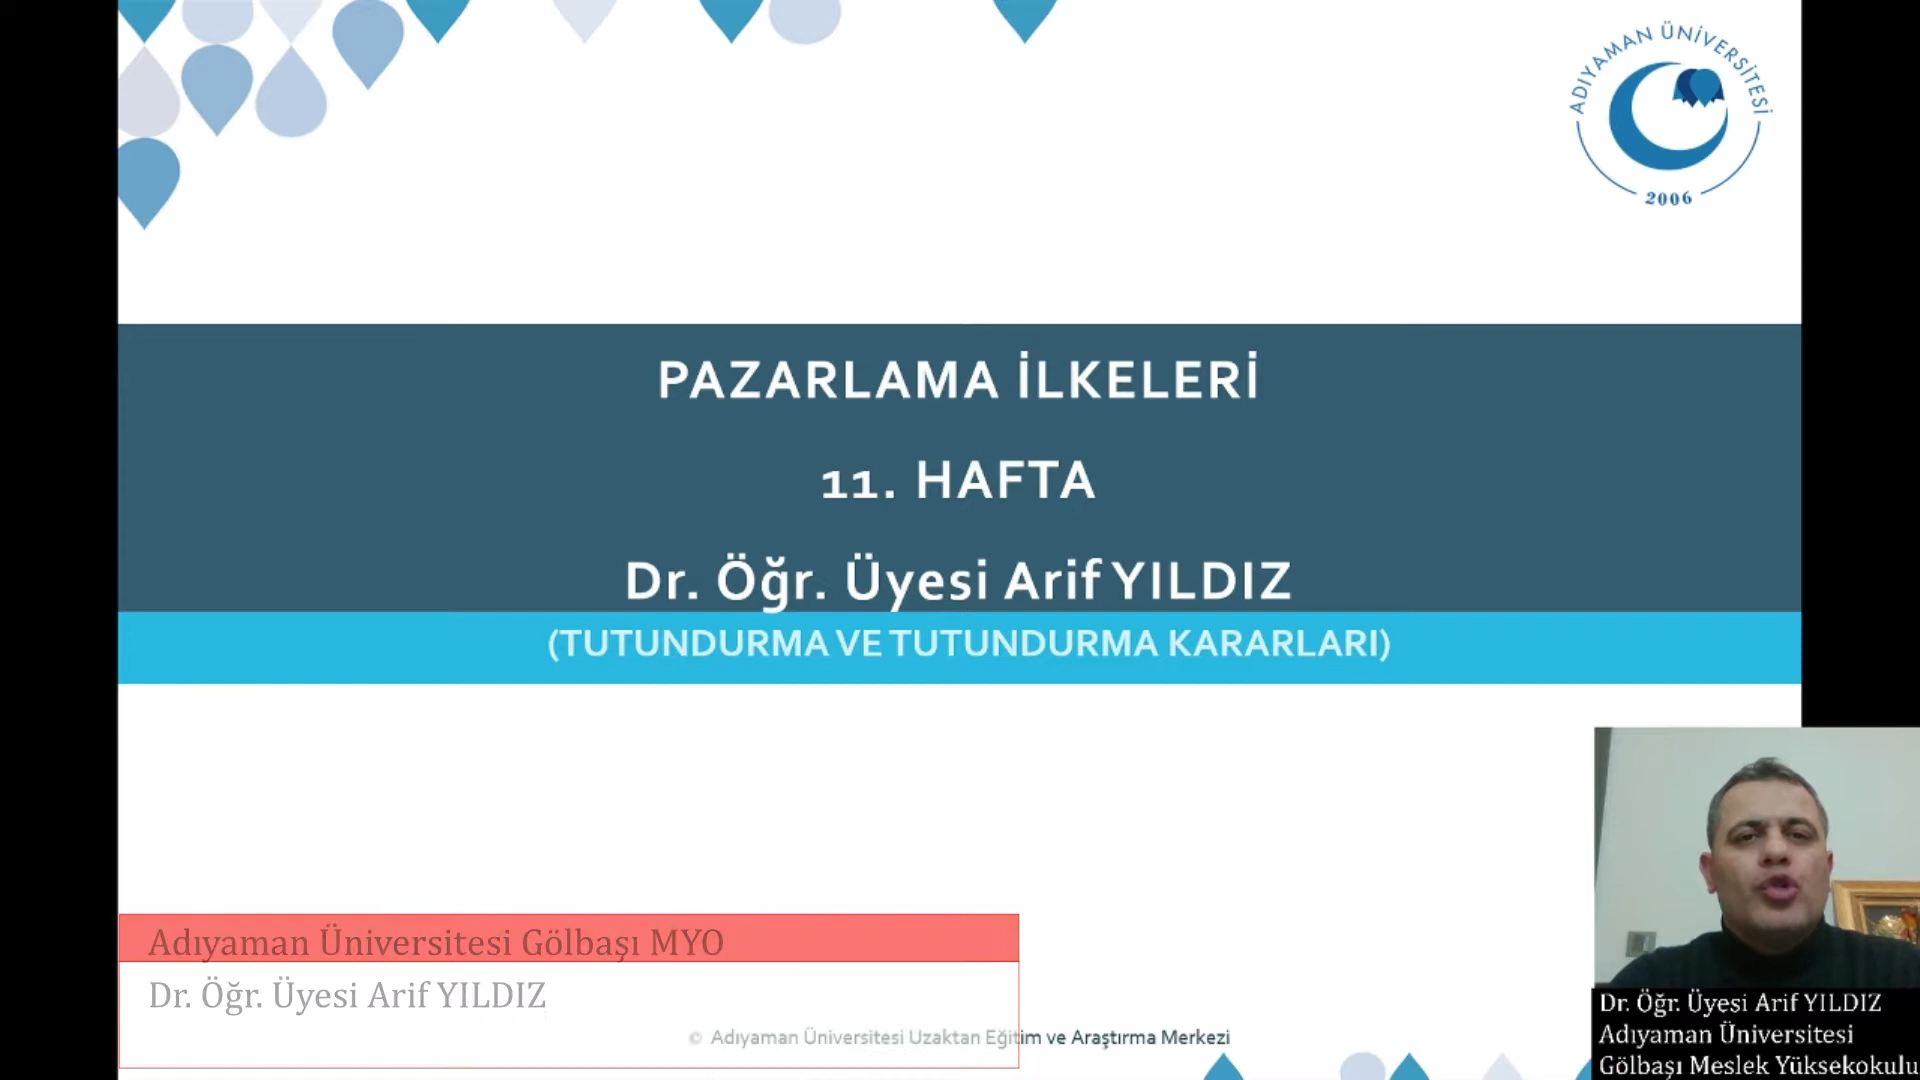 ADIYAMAN ÜNİVERSİTESİ
2006
PAZARLAMA İLKELERİ
11. HAFTA
Dr. Öğr. Üyesi Arif YILDIZ
(TUTUNDURMA VE TUTUNDURMA KARARLARI)
Adıyaman Üniversitesi Gölbaşı MYO
Dr. Öğr. Üyesi Arif YILDIZ
© Adıyaman Üniversitesi Uzaktan Eğitim ve Araştırma Merkezi
Dr. Öğr. Üyesi Arif YILDIZ
Adıyaman Üniversitesi
Gölbaşı Meslek Yüksekokulu